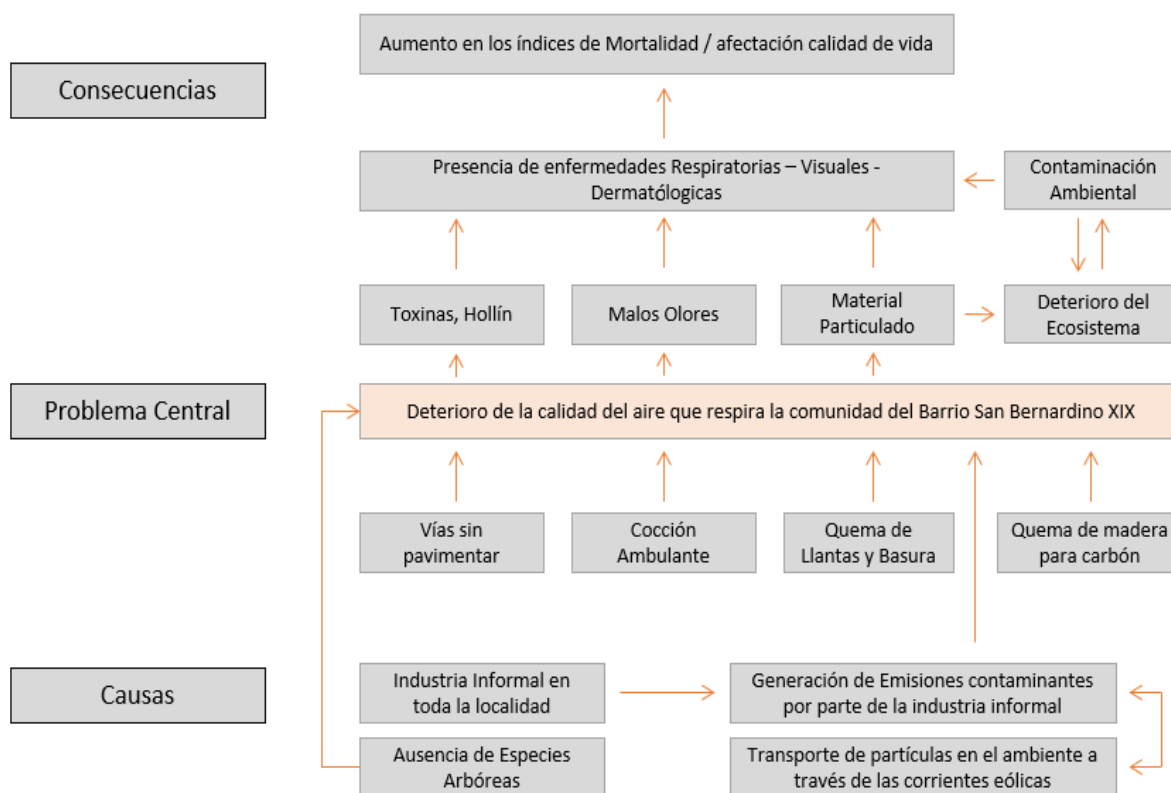 Aumento en los índices de Mortalidad / afectación calidad de vida
Consecuencias
Presencia de enfermedades Respiratorias – Visuales -
Dermatólogicas
Contaminación
Ambiental
Toxinas, Hollín
Malos Olores
Material
Particulado
Deterioro del
Ecosistema
Problema Central
Deterioro de la calidad del aire que respira la comunidad del Barrio San Bernardino XIX
Vías sin
pavimentar
Cocción
Ambulante
Quema de
Llantas y Basura
Quema de madera
para carbón
Causas
Industria Informal en
toda la localidad
Generación de Emisiones contaminantes
por parte de la industria informal
Ausencia de Especies
Arbóreas
Transporte de partículas en el ambiente a
través de las corrientes eólicas